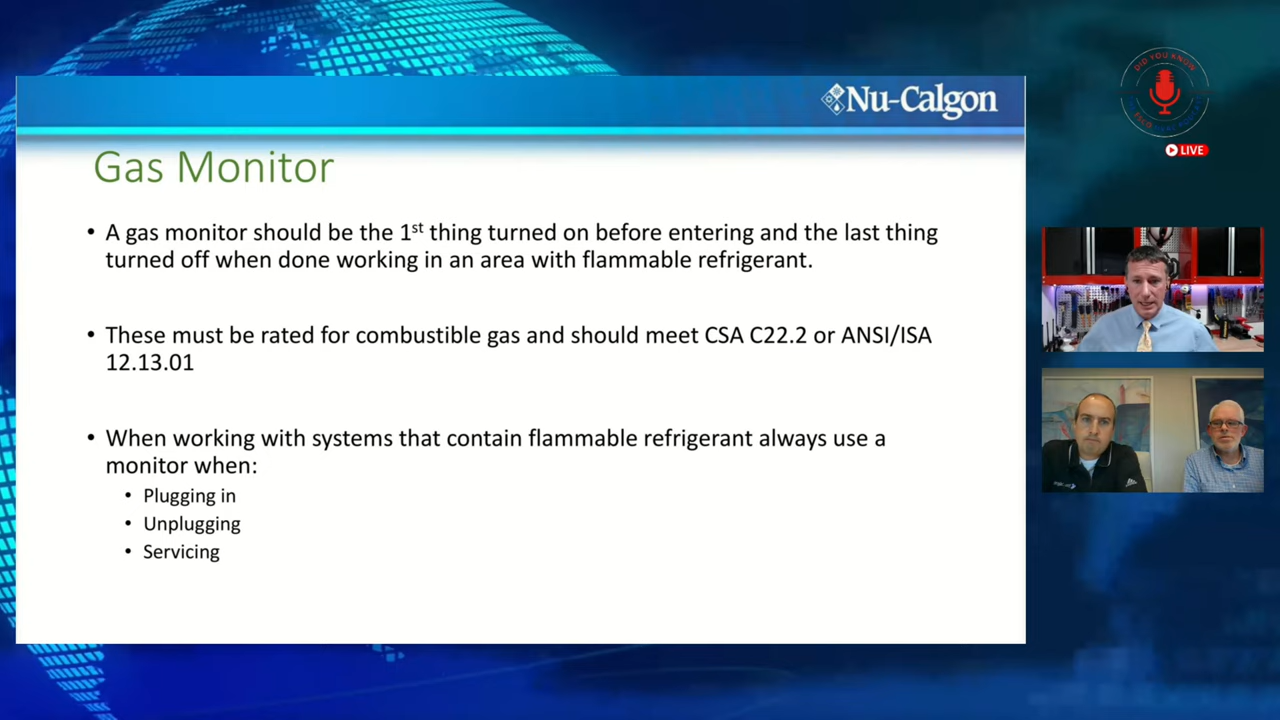 Nu-Calgon
Gas Monitor
• A gas monitor should be the 1st thing turned on before entering and the last thing
turned off when done working in an area with flammable refrigerant.
• These must be rated for combustible gas and should meet CSA C22.2 or ANSI/ISA
12.13.01
• When working with systems that contain flammable refrigerant always use a
monitor when:
• Plugging in
• Unplugging
• Servicing
DID YOU KNOW
LIVE